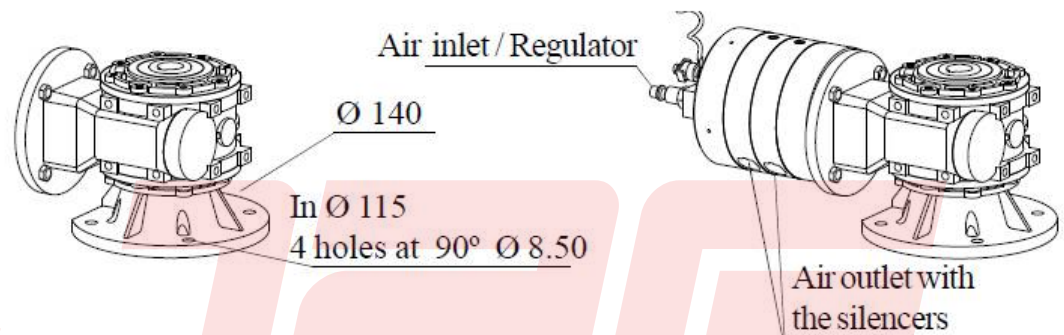 Air inlet / Regulator
Ø 140
In Ø 115
4 holes at 90º Ø 8.50
Air outlet with
the silencers